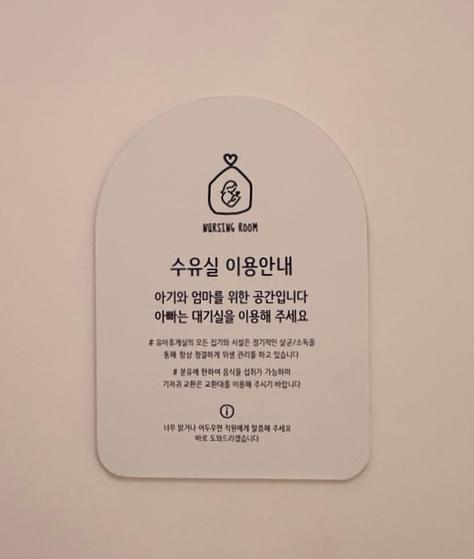 NURSING ROOM
수유실 이용안내
아기와 엄마를 위한 공간입니다
아빠는 대기실을 이용해 주세요
# 유아휴게실의 모든 집기와 시설은 정기적인 살균/소독을
통해 항상 청결하게 위생 관리를 하고 있습니다
# 분유에 한하여 음식물 섭취가 가능하며
기저귀 교환은 교환대를 이용해 주시기 바랍니다
너무 밝거나 어두우면 직원에게 말씀해 주세요
바로 도와드리겠습니다